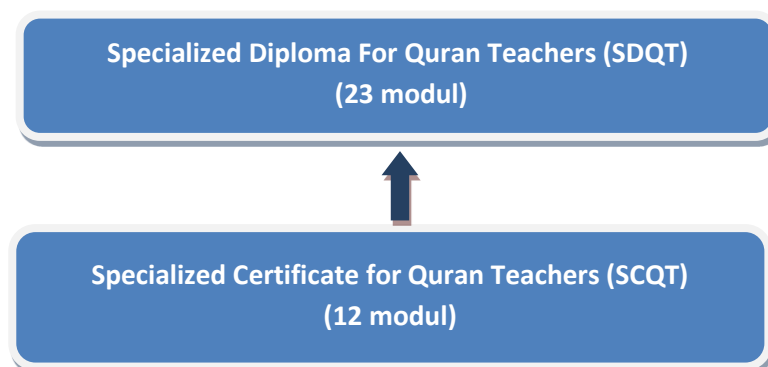 Specialized Diploma For Quran Teachers (SDQT)
(23 modul)
Specialized Certificate for Quran Teachers (SCQT)
(12 modul)